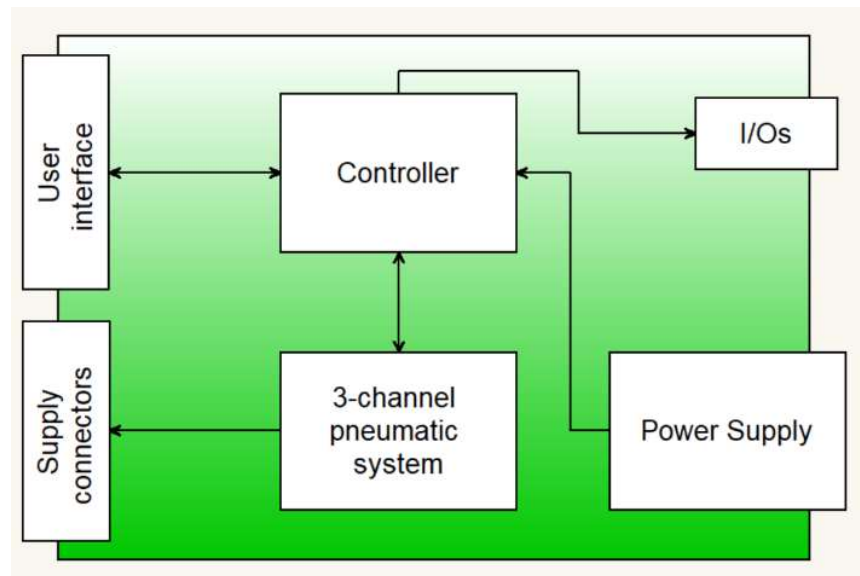 User
interface
Controller
I/Os
Supply
connectors
3-channel
pneumatic
system
Power Supply